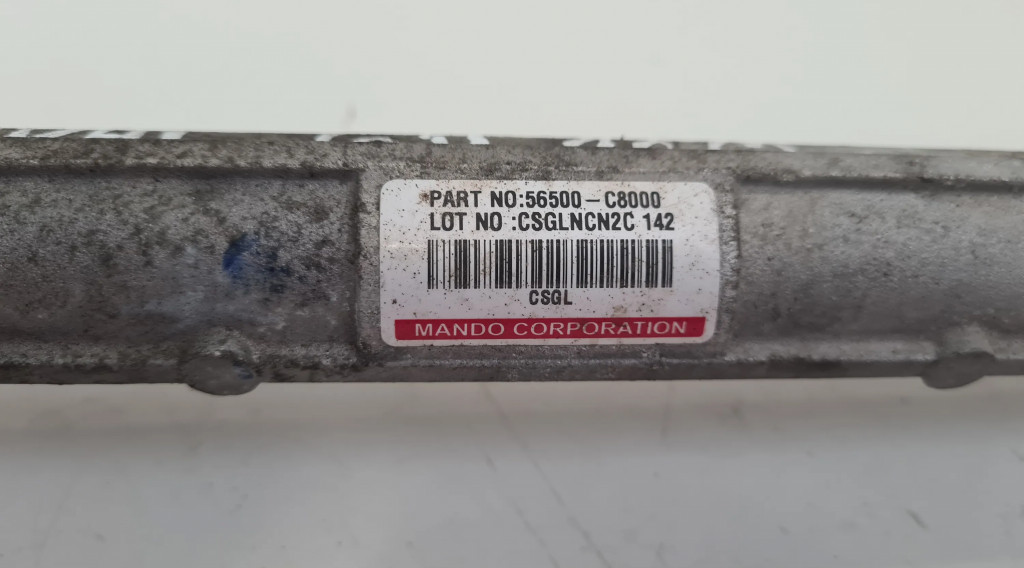 PART NO:56500-C8000
LOT NO :CSGLNCN2C 142
CSGL
MANDO CORPORATION